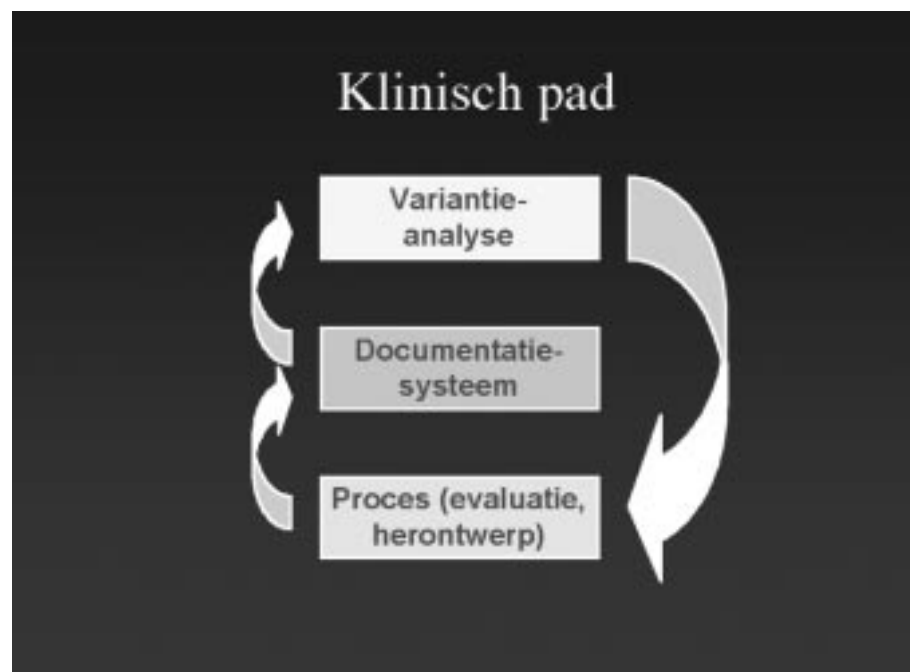 Klinisch pad
Variantie-
analyse
Documentatie-
systeem
Proces (evaluatie,
herontwerp)